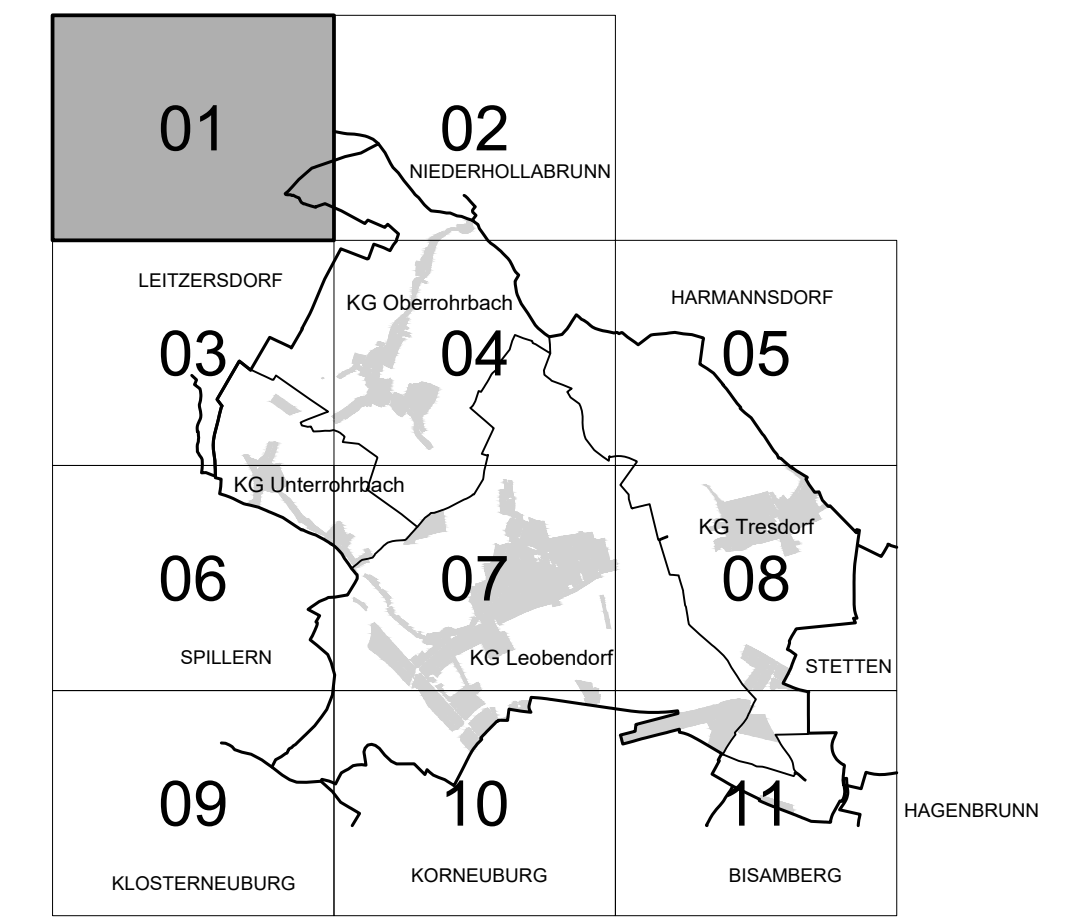 01
02
NIEDERHOLLABRUNN
LEITZERSDORF
KG Oberrohrbach
HARMANNSDORF
03
04
05
KG Unterrohrbach
KG Tresdorf
06
07
08
SPILLERN
KG Leobendorf
STETTEN
09
10
11
HAGENBRUNN
KLOSTERNEUBURG
KORNEUBURG
BISAMBERG